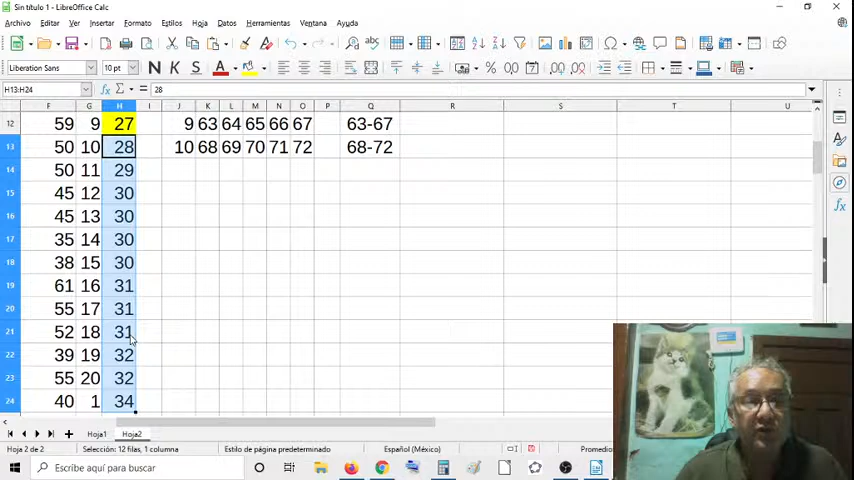 Sin título 1 - LibreOffice Calc
Archivo Editar Ver Insertar Formato Estilos Hoja Datos Herramientas Ventana Ayuda
Liberation Sans 10 pt N K S A
H13:H24 fx Σ = 28
F G H I J K L M N O P Q R S T U
12 59 9 27 9 63 64 65 66 67 63-67
13 50 10 28 10 68 69 70 71 72 68-72
14 50 11 29
15 45 12 30
16 45 13 30
17 35 14 30
18 38 15 30
19 61 16 31
20 55 17 31
21 52 18 31
22 39 19 32
23 55 20 32
24 40 1 34
Hoja1 Hoja2
Hoja 2 de 2 Selección: 12 filas, 1 columna Estilo de página predeterminado Español (México) Promedio
Escribe aquí para buscar